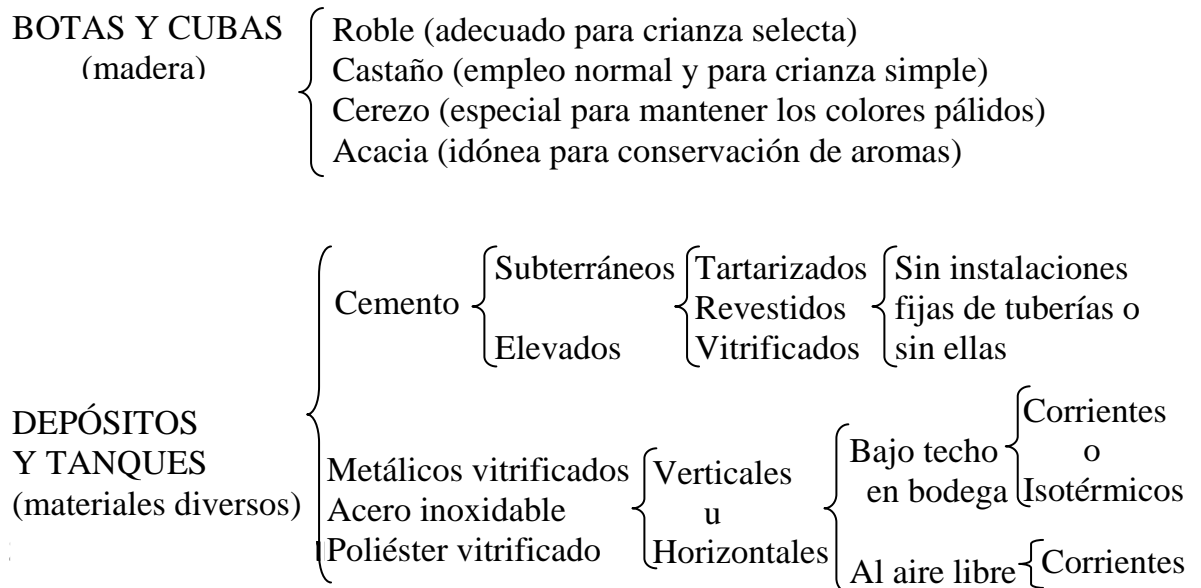 BOTAS Y CUBAS
(madera)
Roble (adecuado para crianza selecta)
Castaño (empleo normal y para crianza simple)
Cerezo (especial para mantener los colores pálidos)
Acacia (idónea para conservación de aromas)
DEPÓSITOS
Y TANQUES
(materiales diversos)
Cemento
Subterráneos
Elevados
Tartarizados
Revestidos
Vitrificados
Sin instalaciones
fijas de tuberías o
sin ellas
Metálicos vitrificados
Acero inoxidable
Poliéster vitrificado
Verticales
u
Horizontales
Bajo techo
en bodega
Corrientes
o
Isotérmicos
Al aire libre
Corrientes